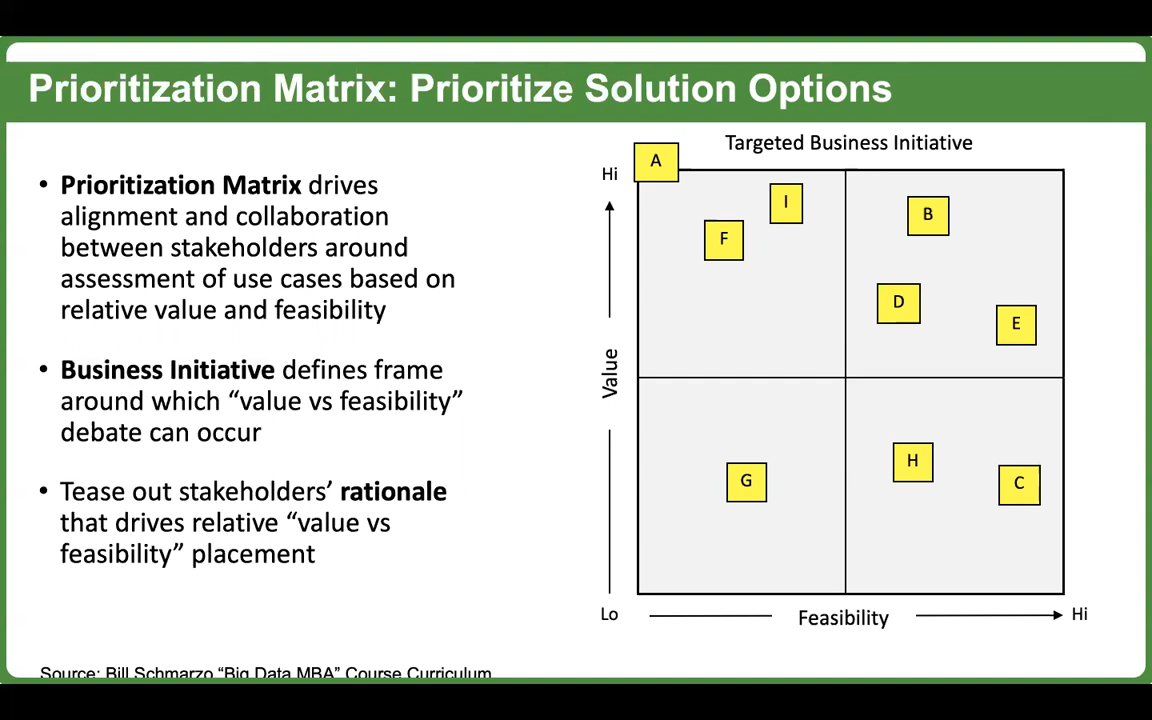 Prioritization Matrix: Prioritize Solution Options
• Prioritization Matrix drives
alignment and collaboration
between stakeholders around
assessment of use cases based on
relative value and feasibility
• Business Initiative defines frame
around which “value vs feasibility”
debate can occur
• Tease out stakeholders’ rationale
that drives relative “value vs
feasibility” placement
Source: Bill Schmarzo “Big Data MBA” Course Curriculum
Targeted Business Initiative
Hi
A
I
B
F
D
E
Value
H
G
C
Lo
Feasibility
Hi